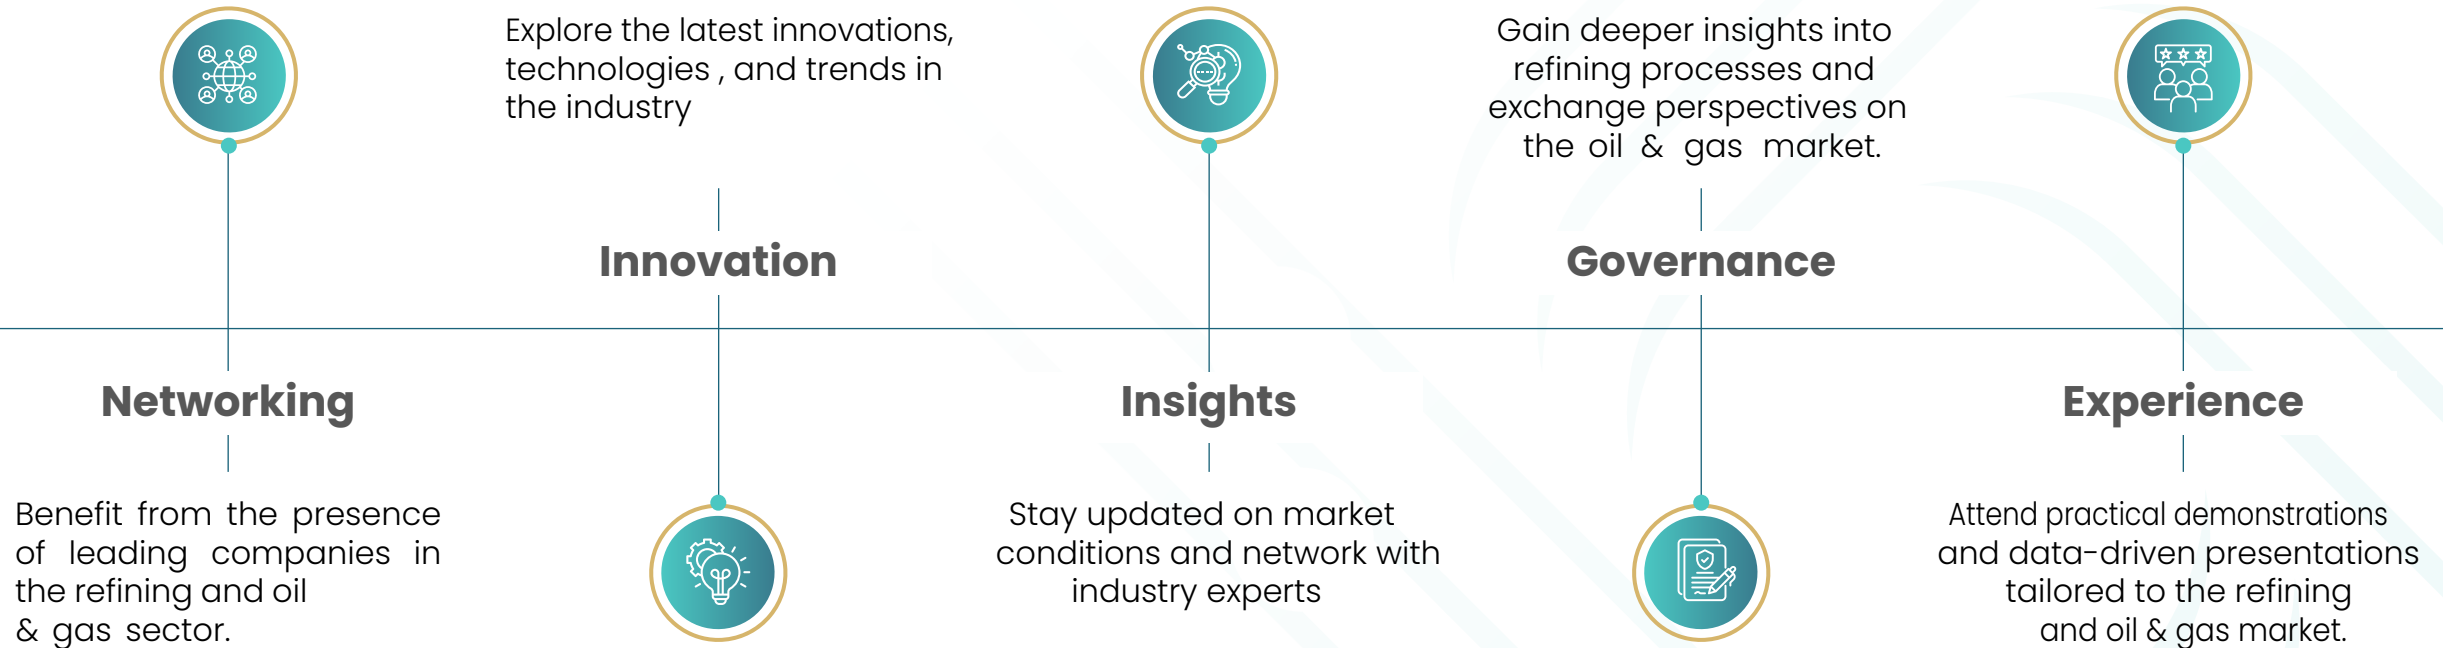 Networking
Benefit from the presence
of leading companies in
the refining and oil
& gas sector.
Explore the latest innovations,
technologies , and trends in
the industry
Innovation
Insights
Stay updated on market
conditions and network with
industry experts
Gain deeper insights into
refining processes and
exchange perspectives on
the oil & gas market.
Governance
Experience
Attend practical demonstrations
and data-driven presentations
tailored to the refining
and oil & gas market.